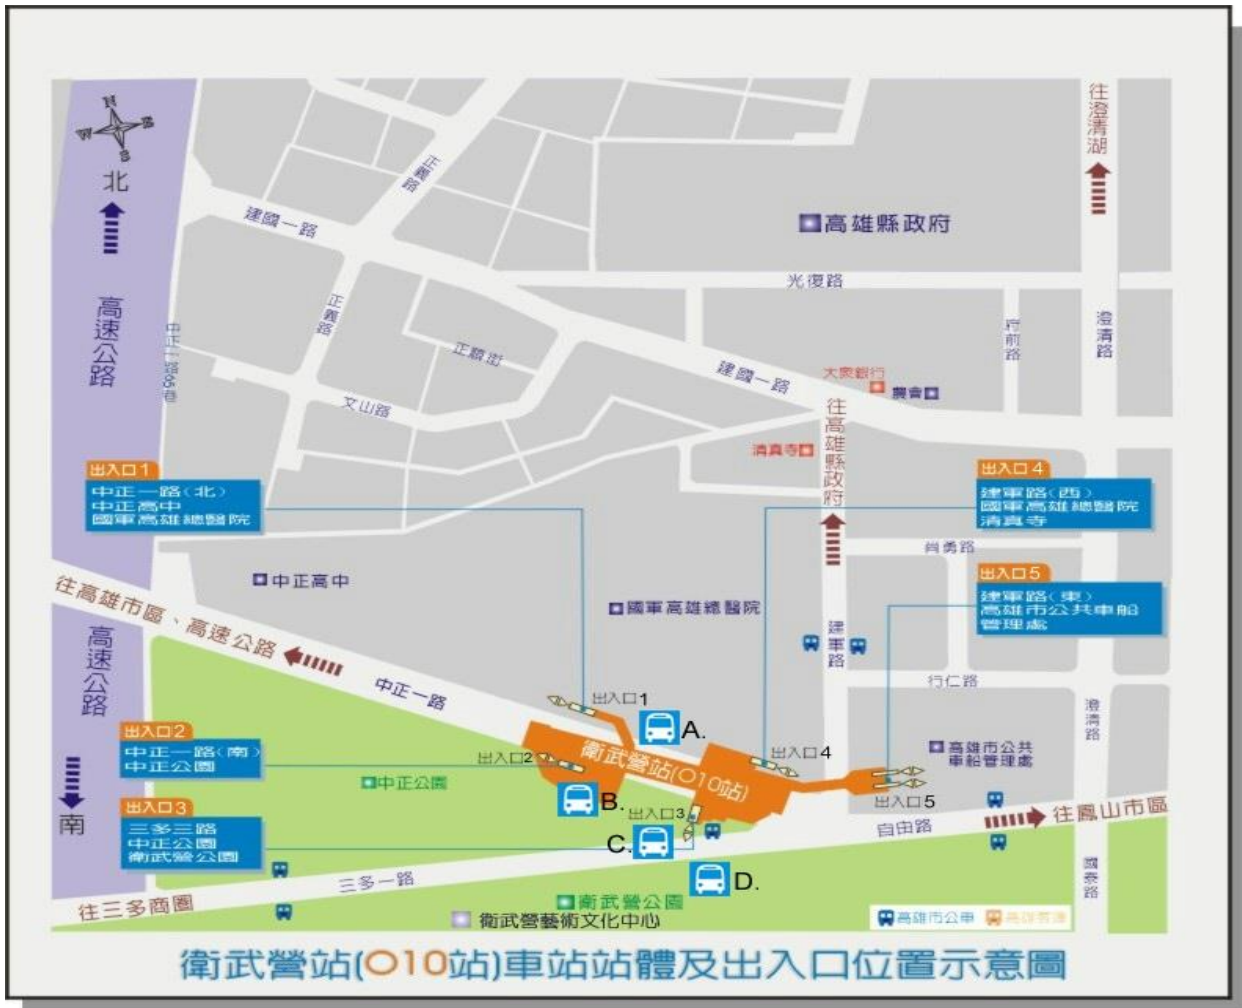 N
W
E
S
北
高速公路
往澄清湖
正義路
建國一路
高雄縣政府
光復路
正義路
正順街
府前路
澄清路
建國一路
大眾銀行
農會
文山路
往高雄縣政府
清真寺
出入口1
中正一路(北)
中正高中
國軍高雄總醫院
出入口4
建軍路(西)
國軍高雄總醫院
清真寺
尚勇路
出入口5
建軍路(東)
高雄市公共車船
管理處
中正高中
國軍高雄總醫院
往高雄市區、高速公路
高速公路
建軍路
行仁路
中正一路
澄清路
出入口1
A.
出入口2
中正一路(南)
中正公園
出入口2
衛武營站(O10站)
出入口4
高雄市公共
車船管理處
中正公園
B.
出入口3
出入口5
出入口3
三多三路
中正公園
衛武營公園
南
C.
自由路
往鳳山市區
三多一路
D.
國泰路
往三多商圈
衛武營公園
衛武營藝術文化中心
高雄市公車
高雄客運
衛武營站(O10站)車站站體及出入口位置示意圖